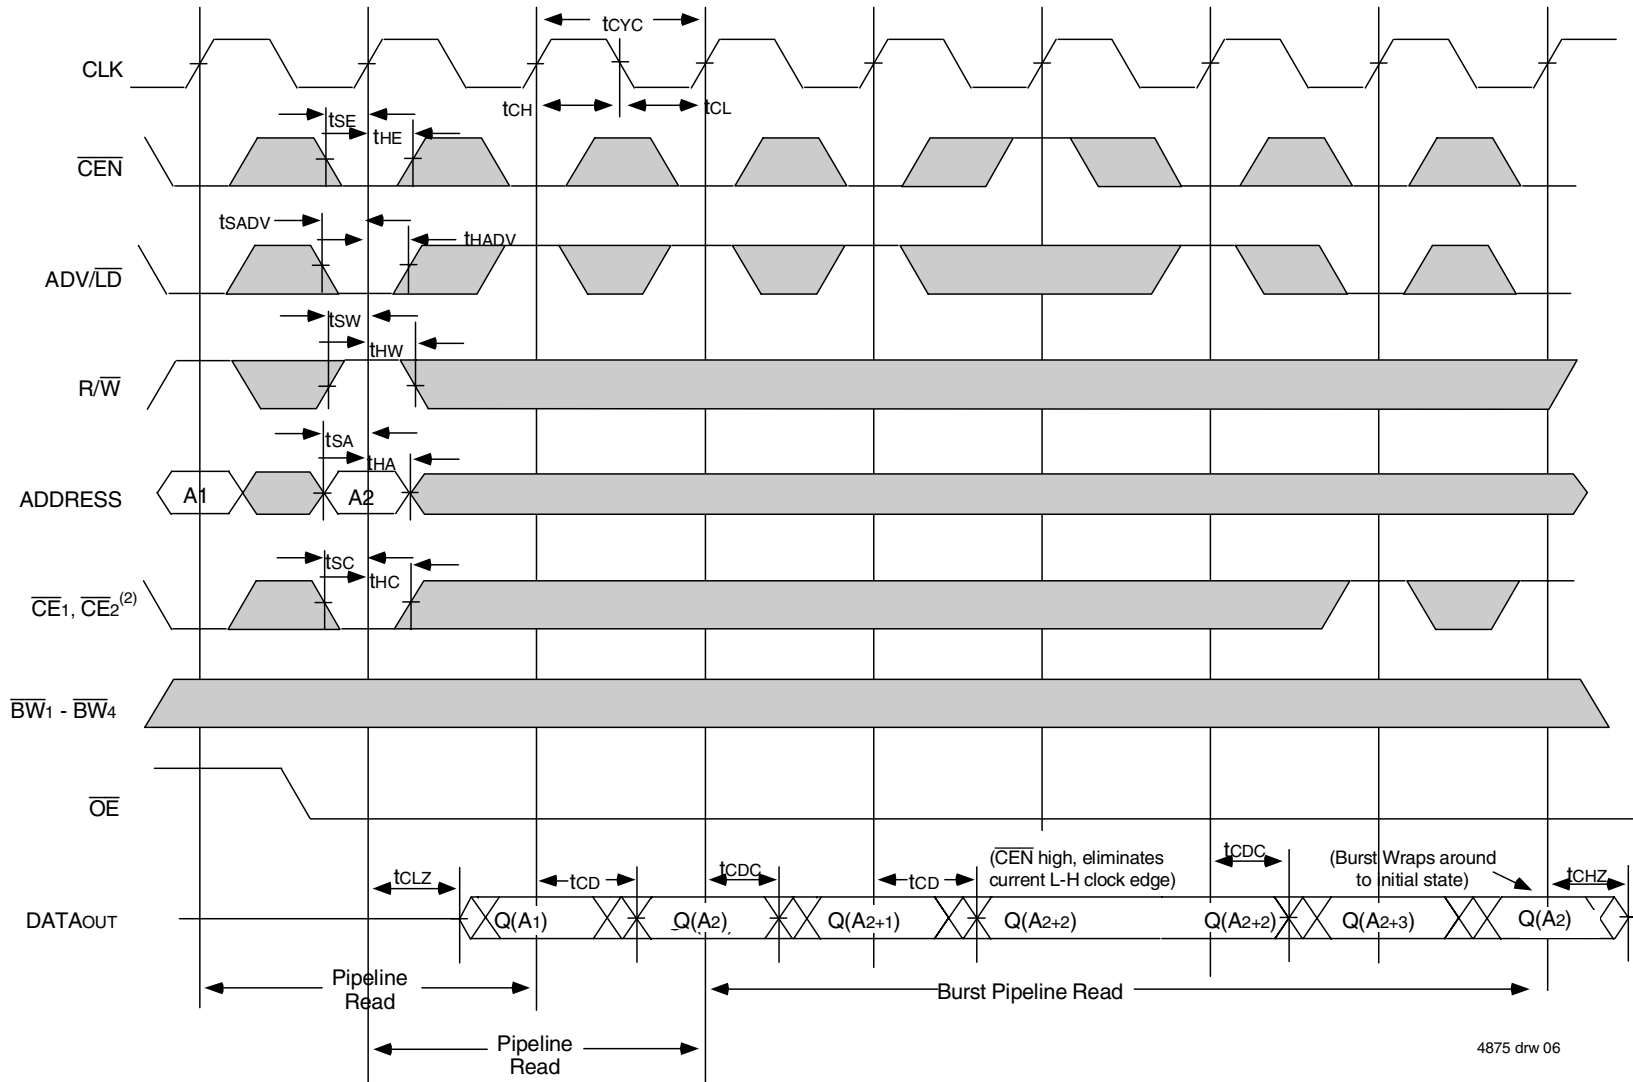 tCYC
CLK
tCH
tCL
tSE
tHE
CEN
tSADV
tHADV
ADV/LD
tSW
tHW
R/W
tSA
tHA
ADDRESS
A1
A2
tSC
tHC
CE1, CE2(2)
BW1 - BW4
OE
tCLZ
tCD
tCDC
tCD
(CEN high, eliminates
current L-H clock edge)
tCDC
(Burst Wraps around
to initial state)
tCHZ
DATAOUT
Q(A1)
Q(A2)
Q(A2+1)
Q(A2+2)
Q(A2+2)
Q(A2+3)
Q(A2)
Pipeline
Read
Burst Pipeline Read
Pipeline
Read
4875 drw 06